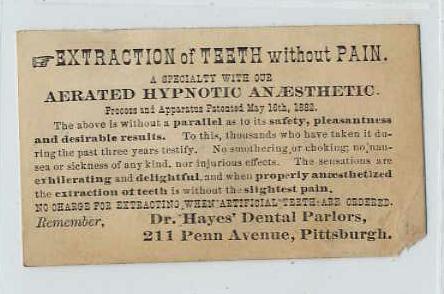 ☞EXTRACTION of TEETH without PAIN.
A SPECIALTY WITH OUR
AERATED HYPNOTIC ANÆSTHETIC.
Process and Apparatus Patented May 16th, 1882.
The above is without a parallel as to its safety, pleasantness
and desirable results. To this, thousands who have taken it du-
ring the past three years testify. No smothering or choking; no nau-
sea or sickness of any kind, nor injurious effects. The sensations are
exhilerating and delightful, and when properly anæsthetized
the extraction of teeth is without the slightest pain.
NO CHARGE FOR EXTRACTING WHEN ARTIFICIAL TEETH ARE ORDERED.
Remember, Dr. Hayes' Dental Parlors,
211 Penn Avenue, Pittsburgh.